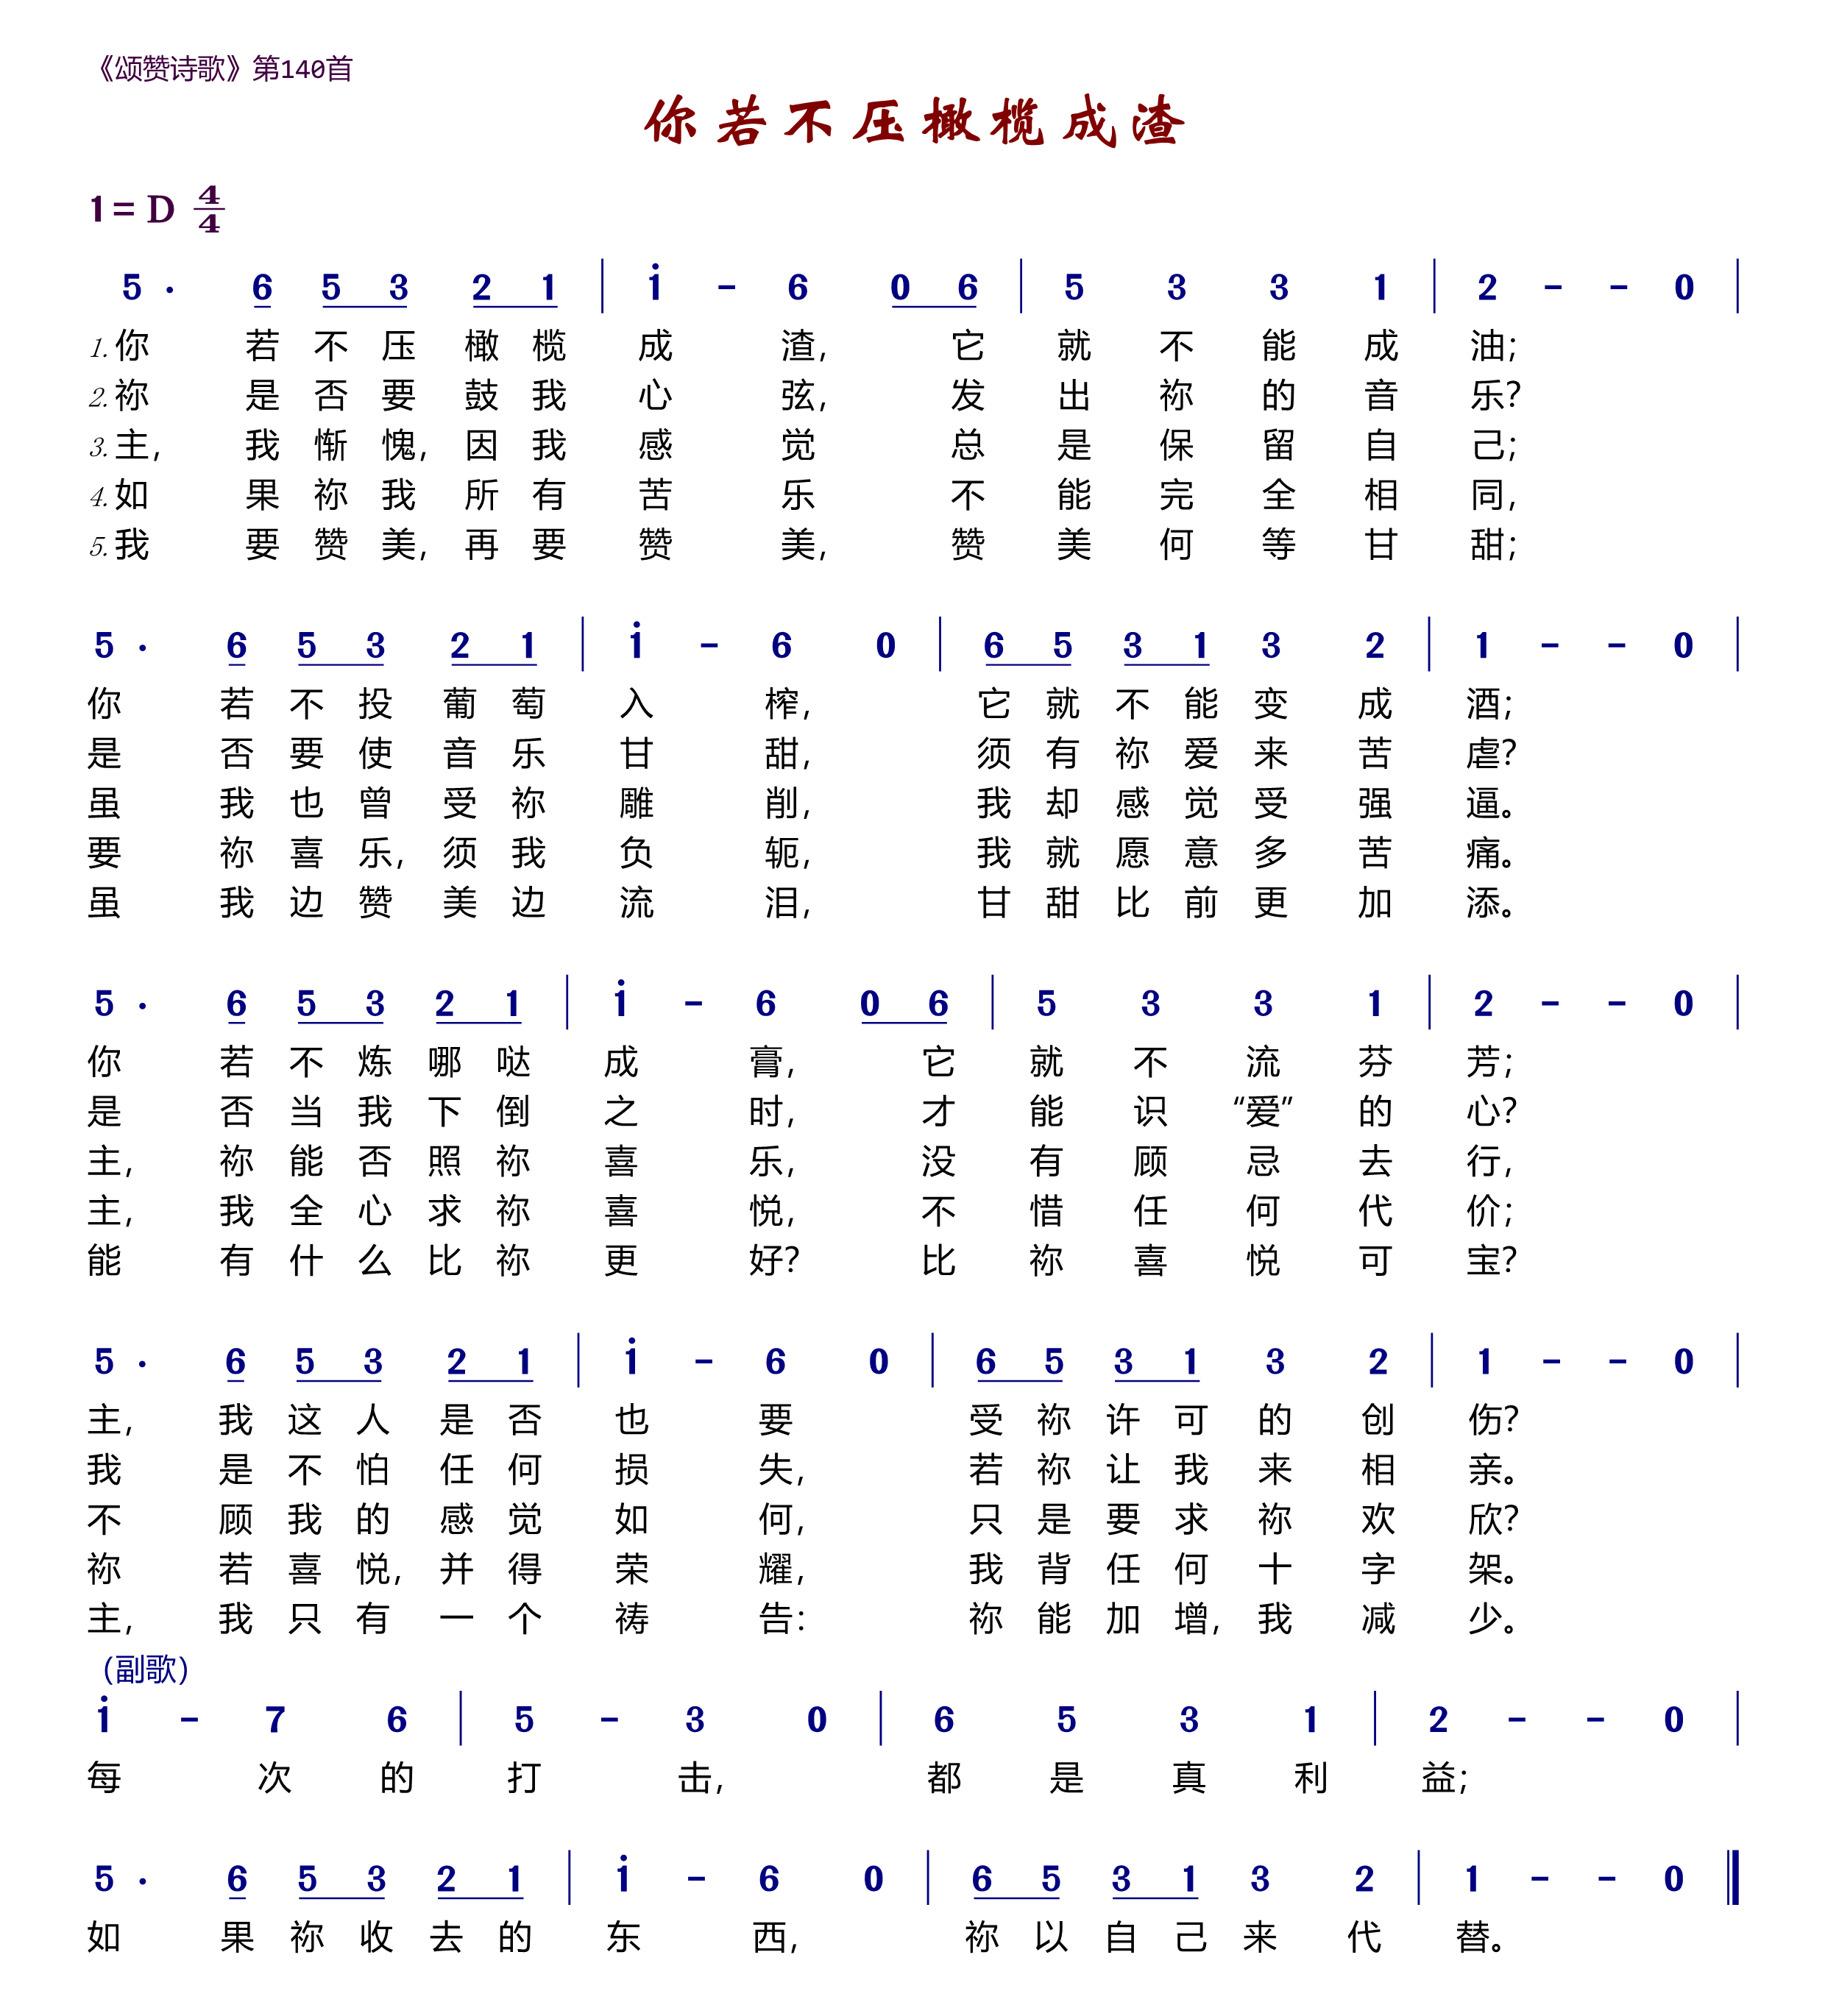 《颂赞诗歌》第140首
你若不压橄榄成渣
1=D 4/4
5· 6 5 3 2 1 | i - 6 0 6 | 5 3 3 1 | 2 - - 0 |
1.你若不压橄榄成渣,它就不能成油;
2.祢是否要鼓我心弦,发出祢的音乐?
3.主,我惭愧,因我感觉总是保留自己;
4.如果祢我所有苦乐不能完全相同,
5.我要赞美,再要赞美,赞美何等甘甜;
5· 6 5 3 2 1 | i - 6 0 | 6 5 3 1 3 2 | 1 - - 0 |
你若不投葡萄入榨,它就不能变成酒;
是否要使音乐甘甜,须有祢爱来苦虐?
虽我也曾受祢雕削,我却感觉受强逼。
要祢喜乐,须我负轭,我就愿意多苦痛。
虽我边赞美边流泪,甘甜比前更加添。
5· 6 5 3 2 1 | i - 6 0 6 | 5 3 3 1 | 2 - - 0 |
你若不炼哪哒成膏,它就不流芬芳;
是否当我下倒之时,才能识“爱”的心?
主,祢能否照祢喜乐,没有顾忌去行,
主,我全心求祢喜悦,不惜任何代价;
能有什么比祢更好?比祢喜悦可宝?
5· 6 5 3 2 1 | i - 6 0 | 6 5 3 1 3 2 | 1 - - 0 |
主,我这人是否也要受祢许可的创伤?
我是不怕任何损失,若祢让我来相亲。
不顾我的感觉如何,只是要求祢欢欣?
祢若喜悦,并得荣耀,我背任何十字架。
主,我只有一个祷告:祢能加增,我减少。
(副歌)
i - 7 6 | 5 - 3 0 | 6 5 3 1 | 2 - - 0 |
每次的打击,都是真利益;
5· 6 5 3 2 1 | i - 6 0 | 6 5 3 1 3 2 | 1 - - 0 ‖
如果祢收去的东西,祢以自己来代替。